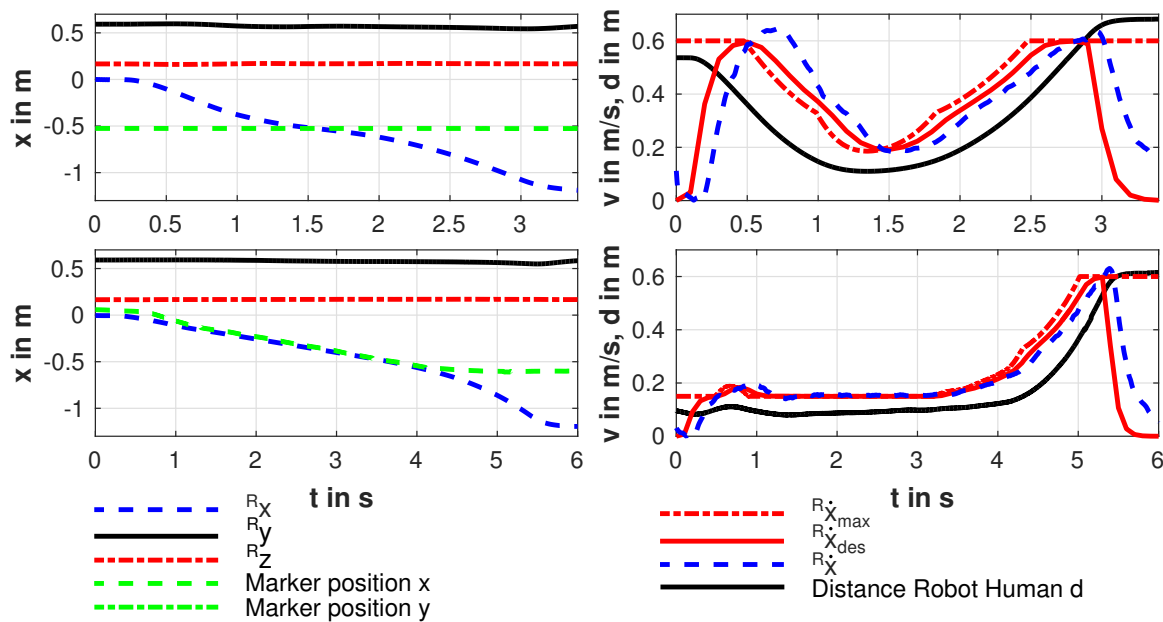 x in m
0.5
0
-0.5
-1
0 0.5 1 1.5 2 2.5 3
v in m/s, d in m
0.6
0.4
0.2
0
0 0.5 1 1.5 2 2.5 3
x in m
0.5
0
-0.5
-1
0 1 2 3 4 5 6
t in s
v in m/s, d in m
0.6
0.4
0.2
0
0 1 2 3 4 5 6
t in s
ᴿx
ᴿy
ᴿz
Marker position x
Marker position y
ᴿẋₘₐₓ
ᴿẋ_des
ᴿẋ
Distance Robot Human d